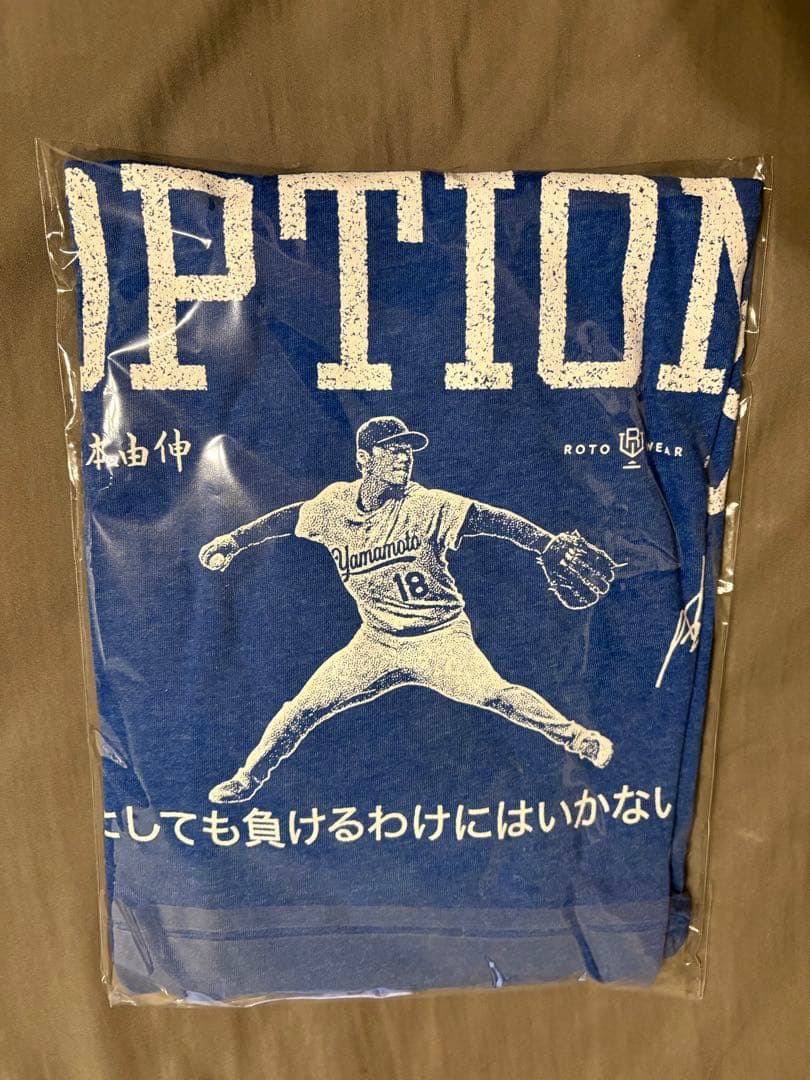 OPTION
本由伸
ROTO WEAR
Yamamoto
18
にしても負けるわけにはいかない